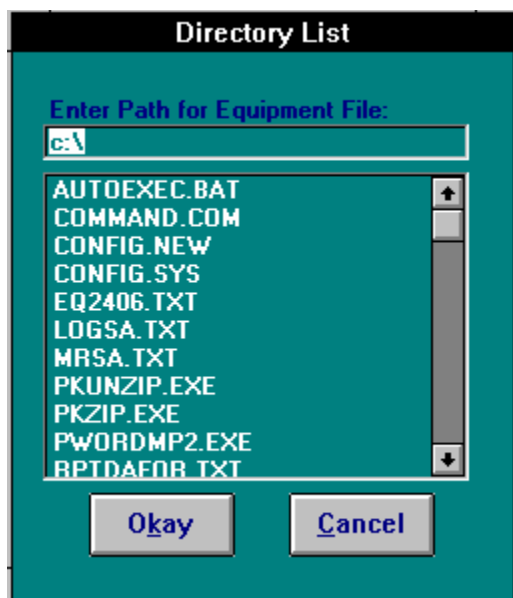 Directory List
Enter Path for Equipment File:
c:\
AUTOEXEC.BAT
COMMAND.COM
CONFIG.NEW
CONFIG.SYS
EQ2406.TXT
LOGSA.TXT
MRSA.TXT
PKUNZIP.EXE
PKZIP.EXE
PWORDMP2.EXE
Okay
Cancel